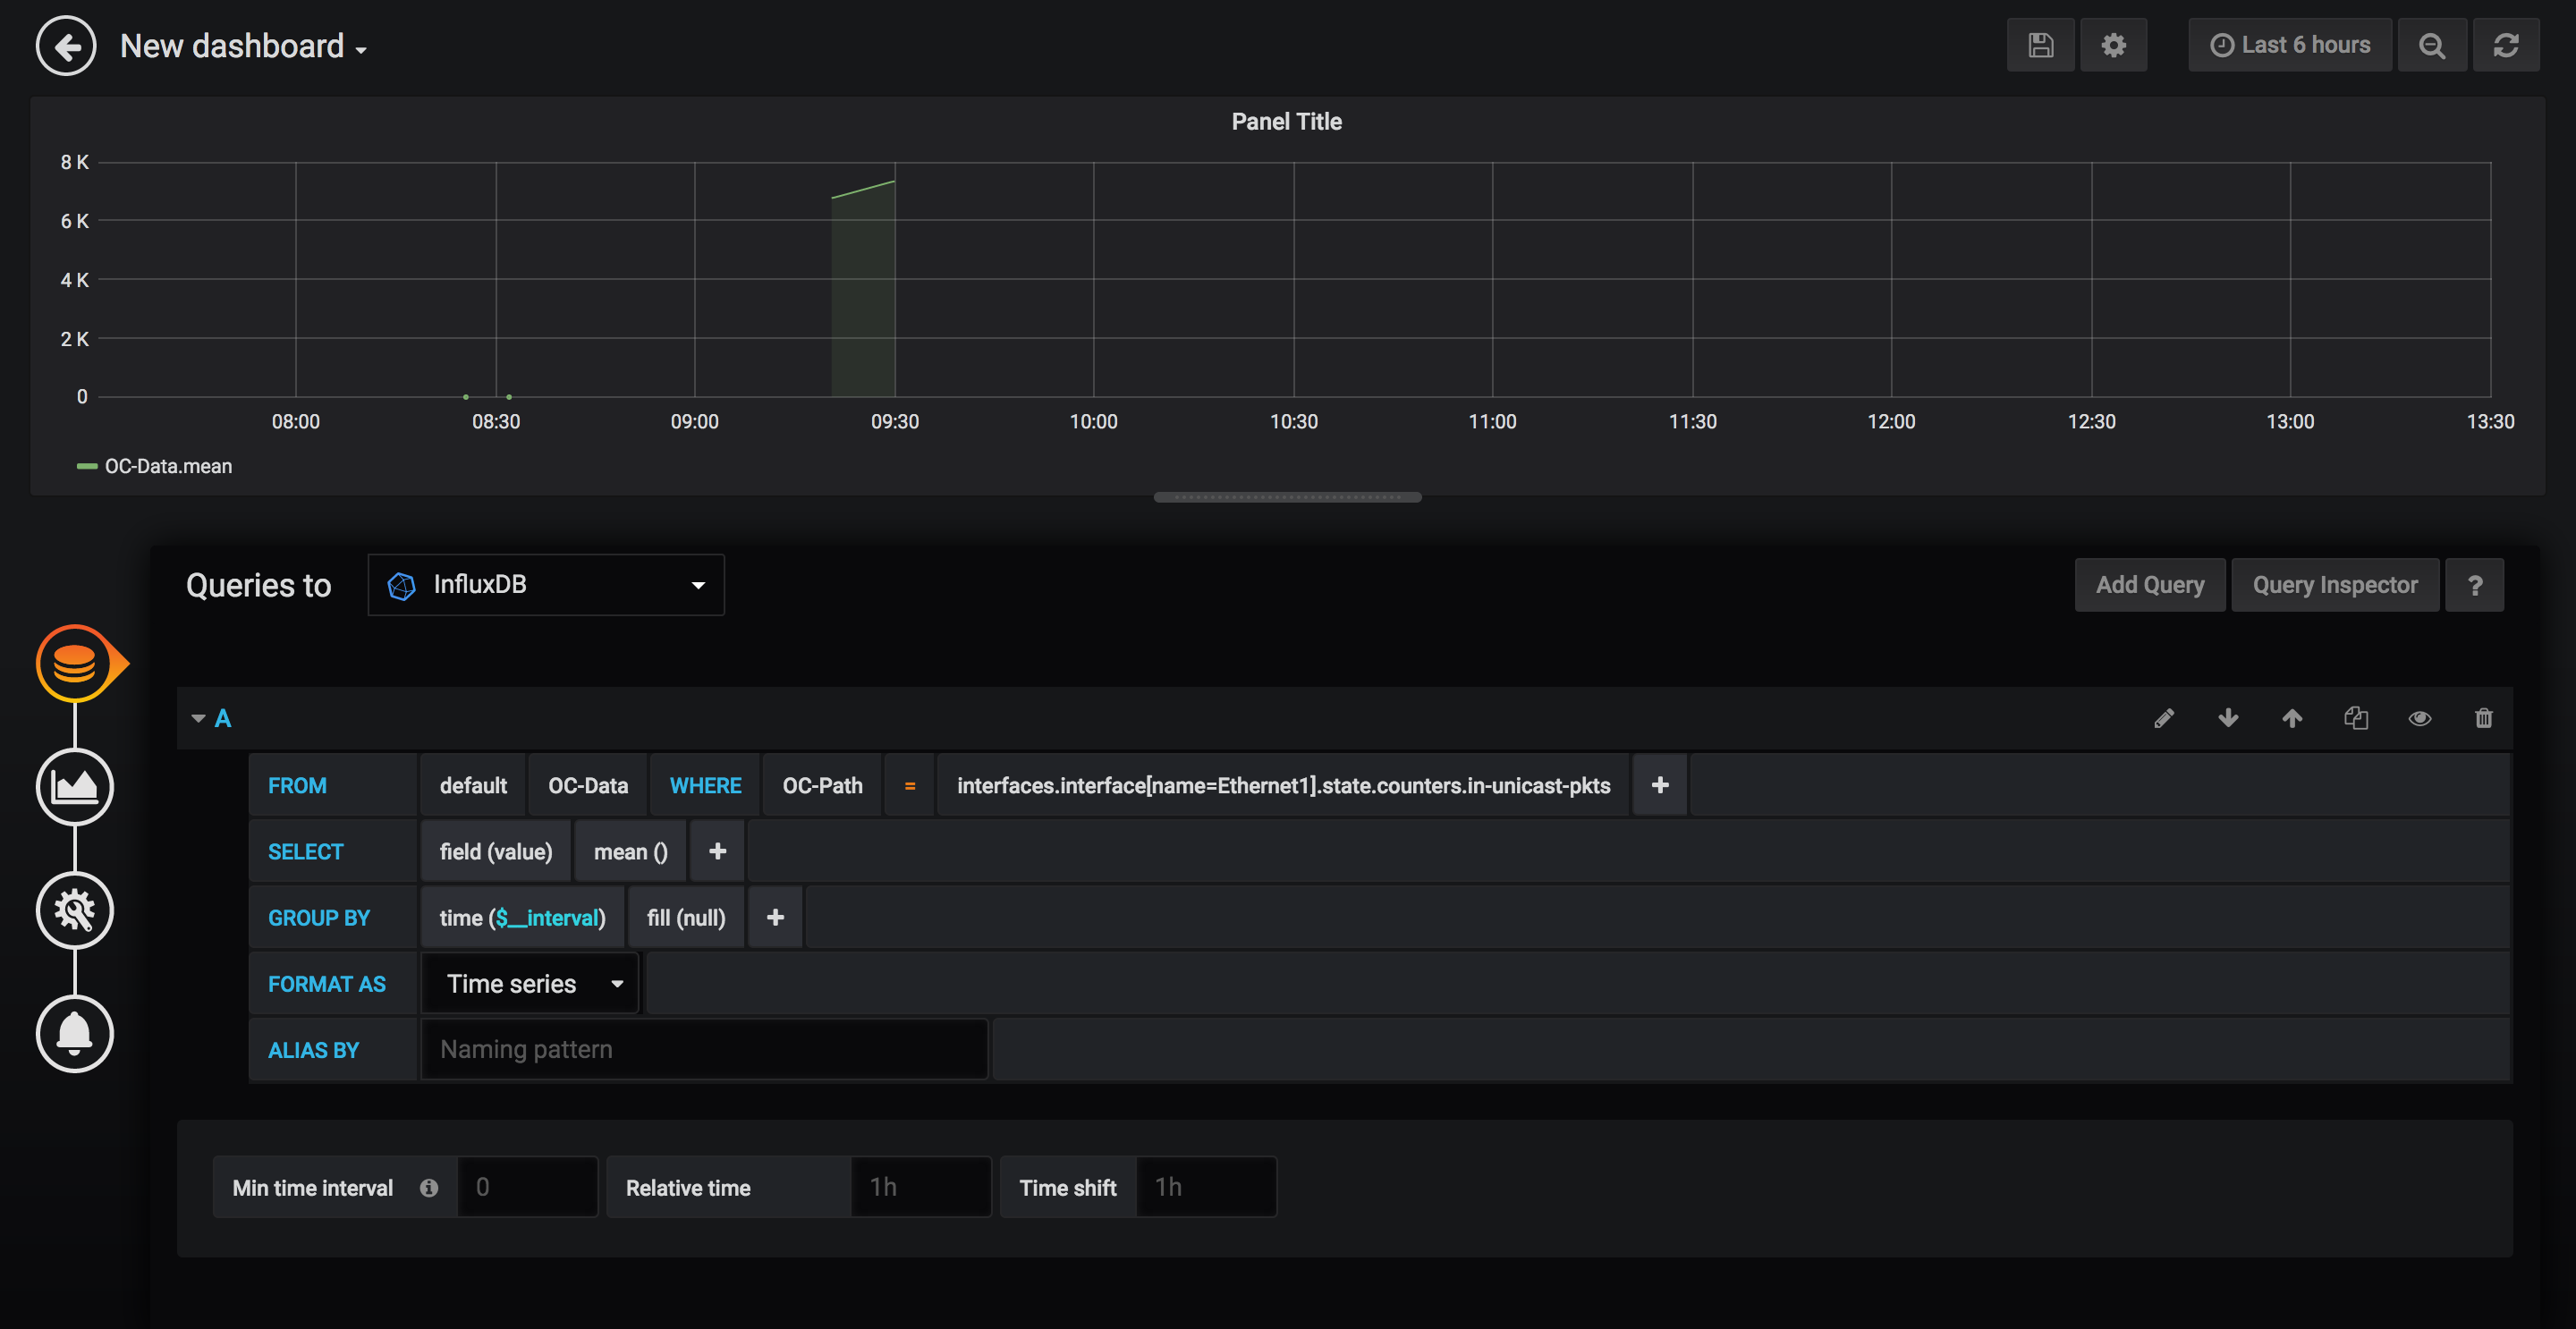 New dashboard
Last 6 hours
Panel Title
8 K
6 K
4 K
2 K
0
08:00 08:30 09:00 09:30 10:00 10:30 11:00 11:30 12:00 12:30 13:00 13:30
OC-Data.mean
Queries to InfluxDB Add Query Query Inspector ?
A
FROM default OC-Data WHERE OC-Path = interfaces.interface[name=Ethernet1].state.counters.in-unicast-pkts +
SELECT field (value) mean () +
GROUP BY time ($__interval) fill (null) +
FORMAT AS Time series
ALIAS BY Naming pattern
Min time interval 0 Relative time 1h Time shift 1h